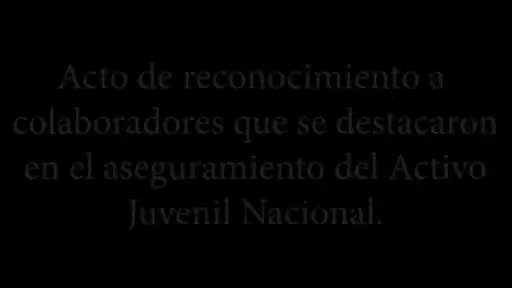 Acto de reconocimiento a
colaboradores que se destacaron
en el aseguramiento del Activo
Juvenil Nacional.